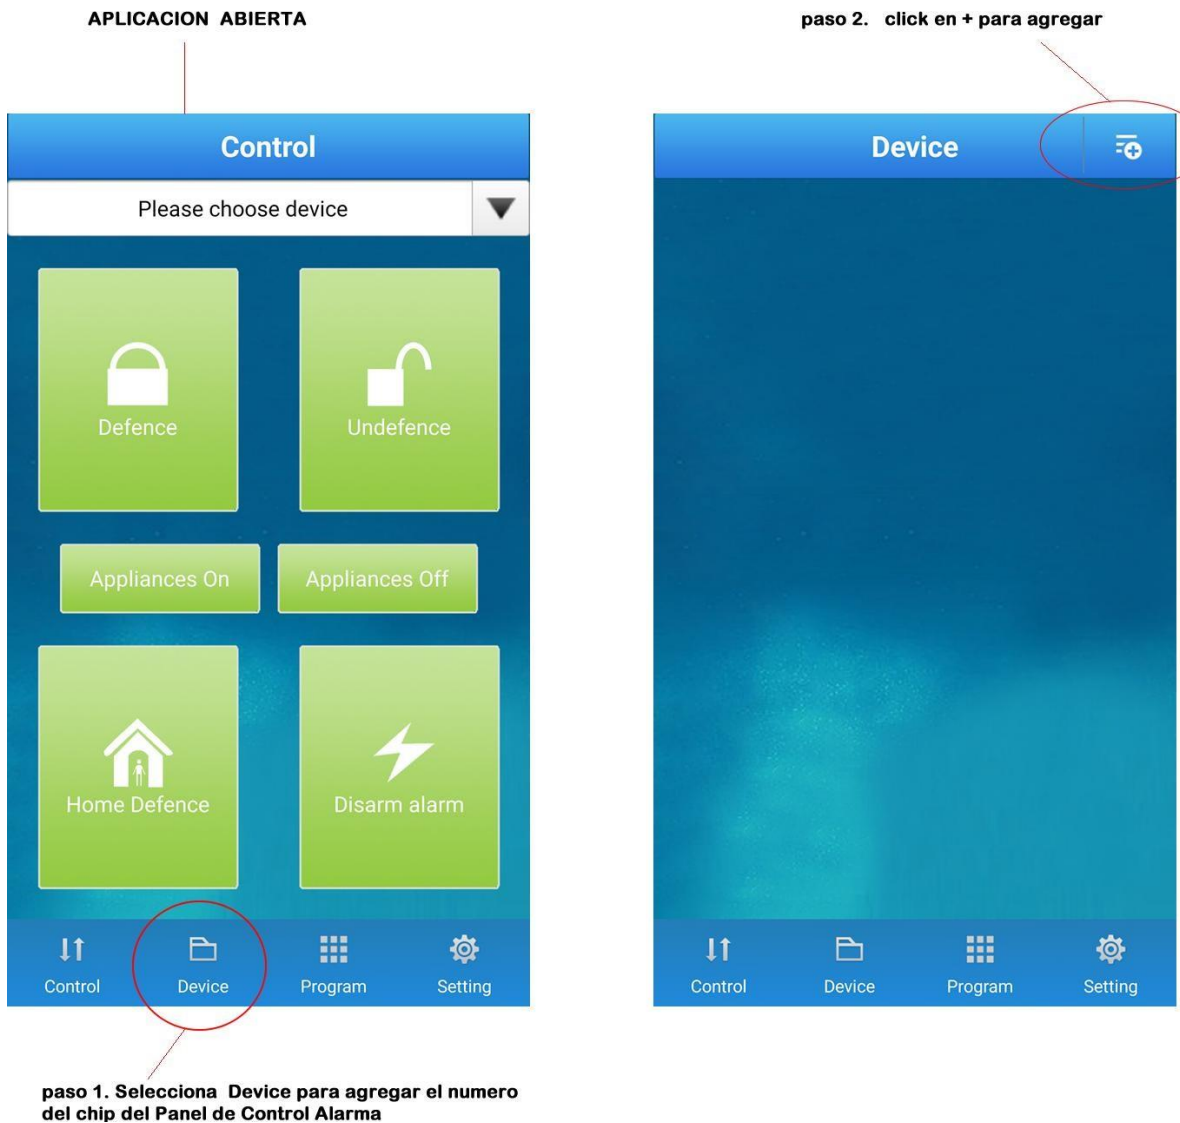 APLICACION ABIERTA
Control
Please choose device
Defence
Undefence
Appliances On
Appliances Off
Home Defence
Disarm alarm
Control
Device
Program
Setting
paso 1. Selecciona Device para agregar el numero
del chip del Panel de Control Alarma
paso 2. click en + para agregar
Device
Control
Device
Program
Setting